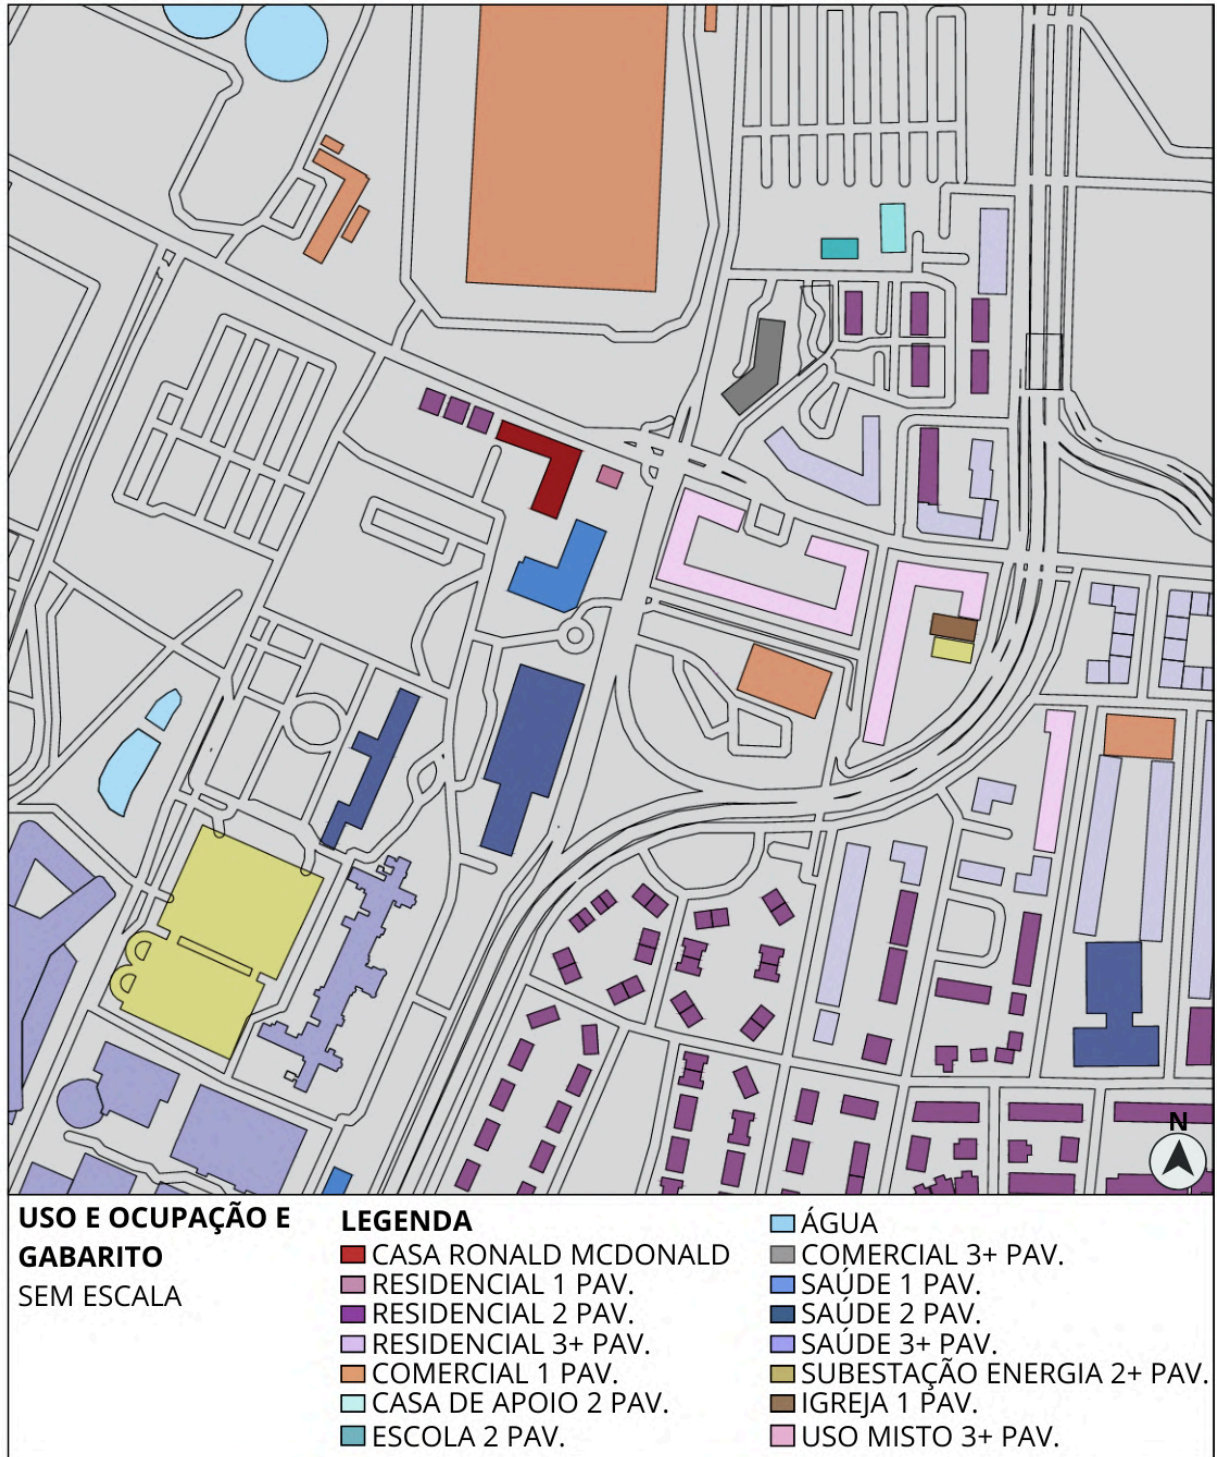 N
USO E OCUPAÇÃO E
GABARITO
SEM ESCALA
LEGENDA
CASA RONALD MCDONALD
RESIDENCIAL 1 PAV.
RESIDENCIAL 2 PAV.
RESIDENCIAL 3+ PAV.
COMERCIAL 1 PAV.
CASA DE APOIO 2 PAV.
ESCOLA 2 PAV.
ÁGUA
COMERCIAL 3+ PAV.
SAÚDE 1 PAV.
SAÚDE 2 PAV.
SAÚDE 3+ PAV.
SUBESTAÇÃO ENERGIA 2+ PAV.
IGREJA 1 PAV.
USO MISTO 3+ PAV.